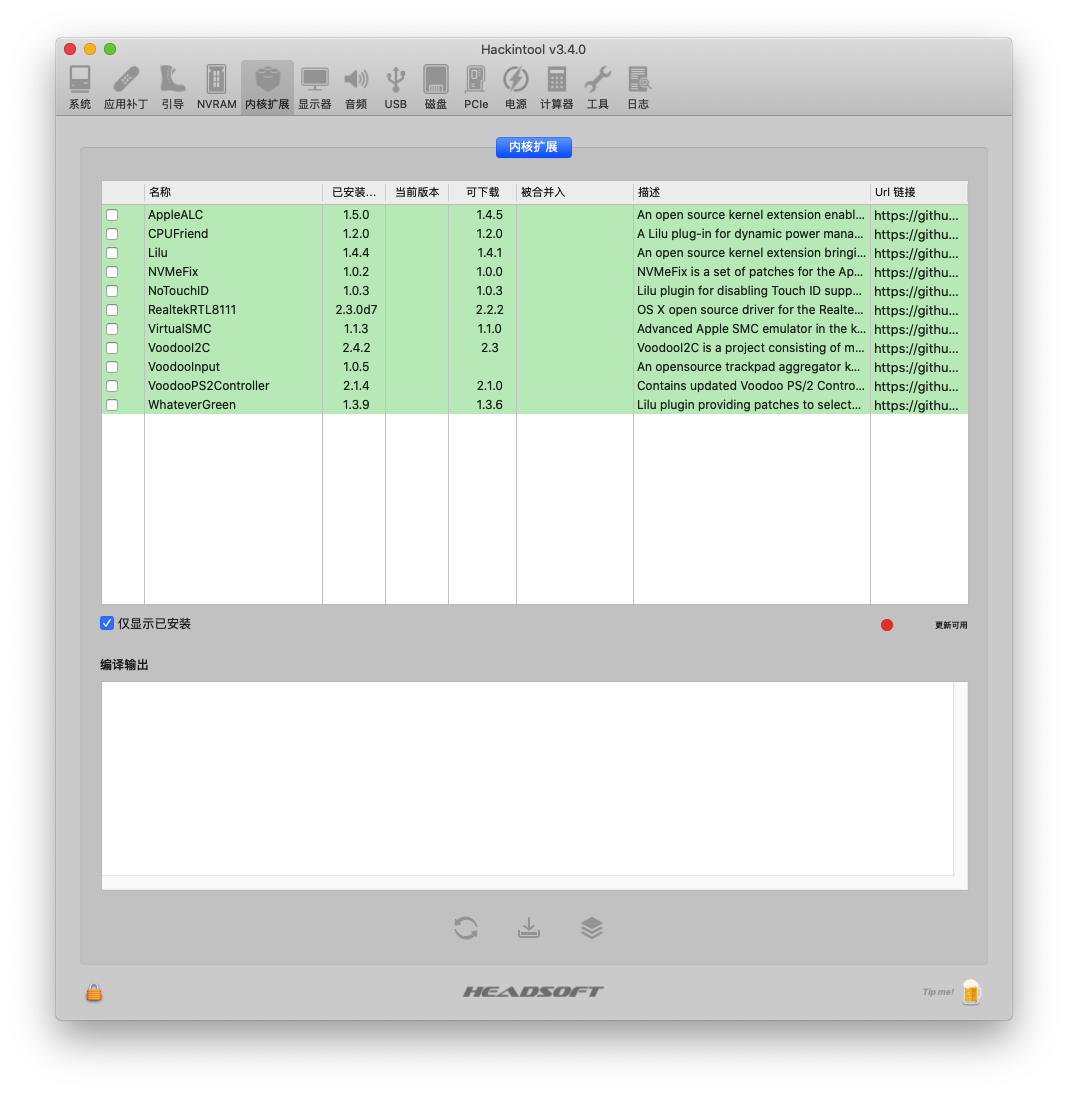 Hackintool v3.4.0
系统 应用补丁 引导 NVRAM 内核扩展 显示器 音频 USB 磁盘 PCIe 电源 计算器 工具 日志
内核扩展
名称 已安装... 当前版本 可下载 被合并入 描述 Url 链接
AppleALC 1.5.0 1.4.5 An open source kernel extension enabl... https://githu...
CPUFriend 1.2.0 1.2.0 A Lilu plug-in for dynamic power mana... https://githu...
Lilu 1.4.4 1.4.1 An open source kernel extension bringi... https://githu...
NVMeFix 1.0.2 1.0.0 NVMeFix is a set of patches for the Ap... https://githu...
NoTouchID 1.0.3 1.0.3 Lilu plugin for disabling Touch ID supp... https://githu...
RealtekRTL8111 2.3.0d7 2.2.2 OS X open source driver for the Realte... https://githu...
VirtualSMC 1.1.3 1.1.0 Advanced Apple SMC emulator in the k... https://githu...
VoodooI2C 2.4.2 2.3 VoodooI2C is a project consisting of m... https://githu...
VoodooInput 1.0.5 An opensource trackpad aggregator k... https://githu...
VoodooPS2Controller 2.1.4 2.1.0 Contains updated Voodoo PS/2 Contro... https://githu...
WhateverGreen 1.3.9 1.3.6 Lilu plugin providing patches to select... https://githu...
仅显示已安装 更新可用
编译输出
HEADSOFT Tip me!